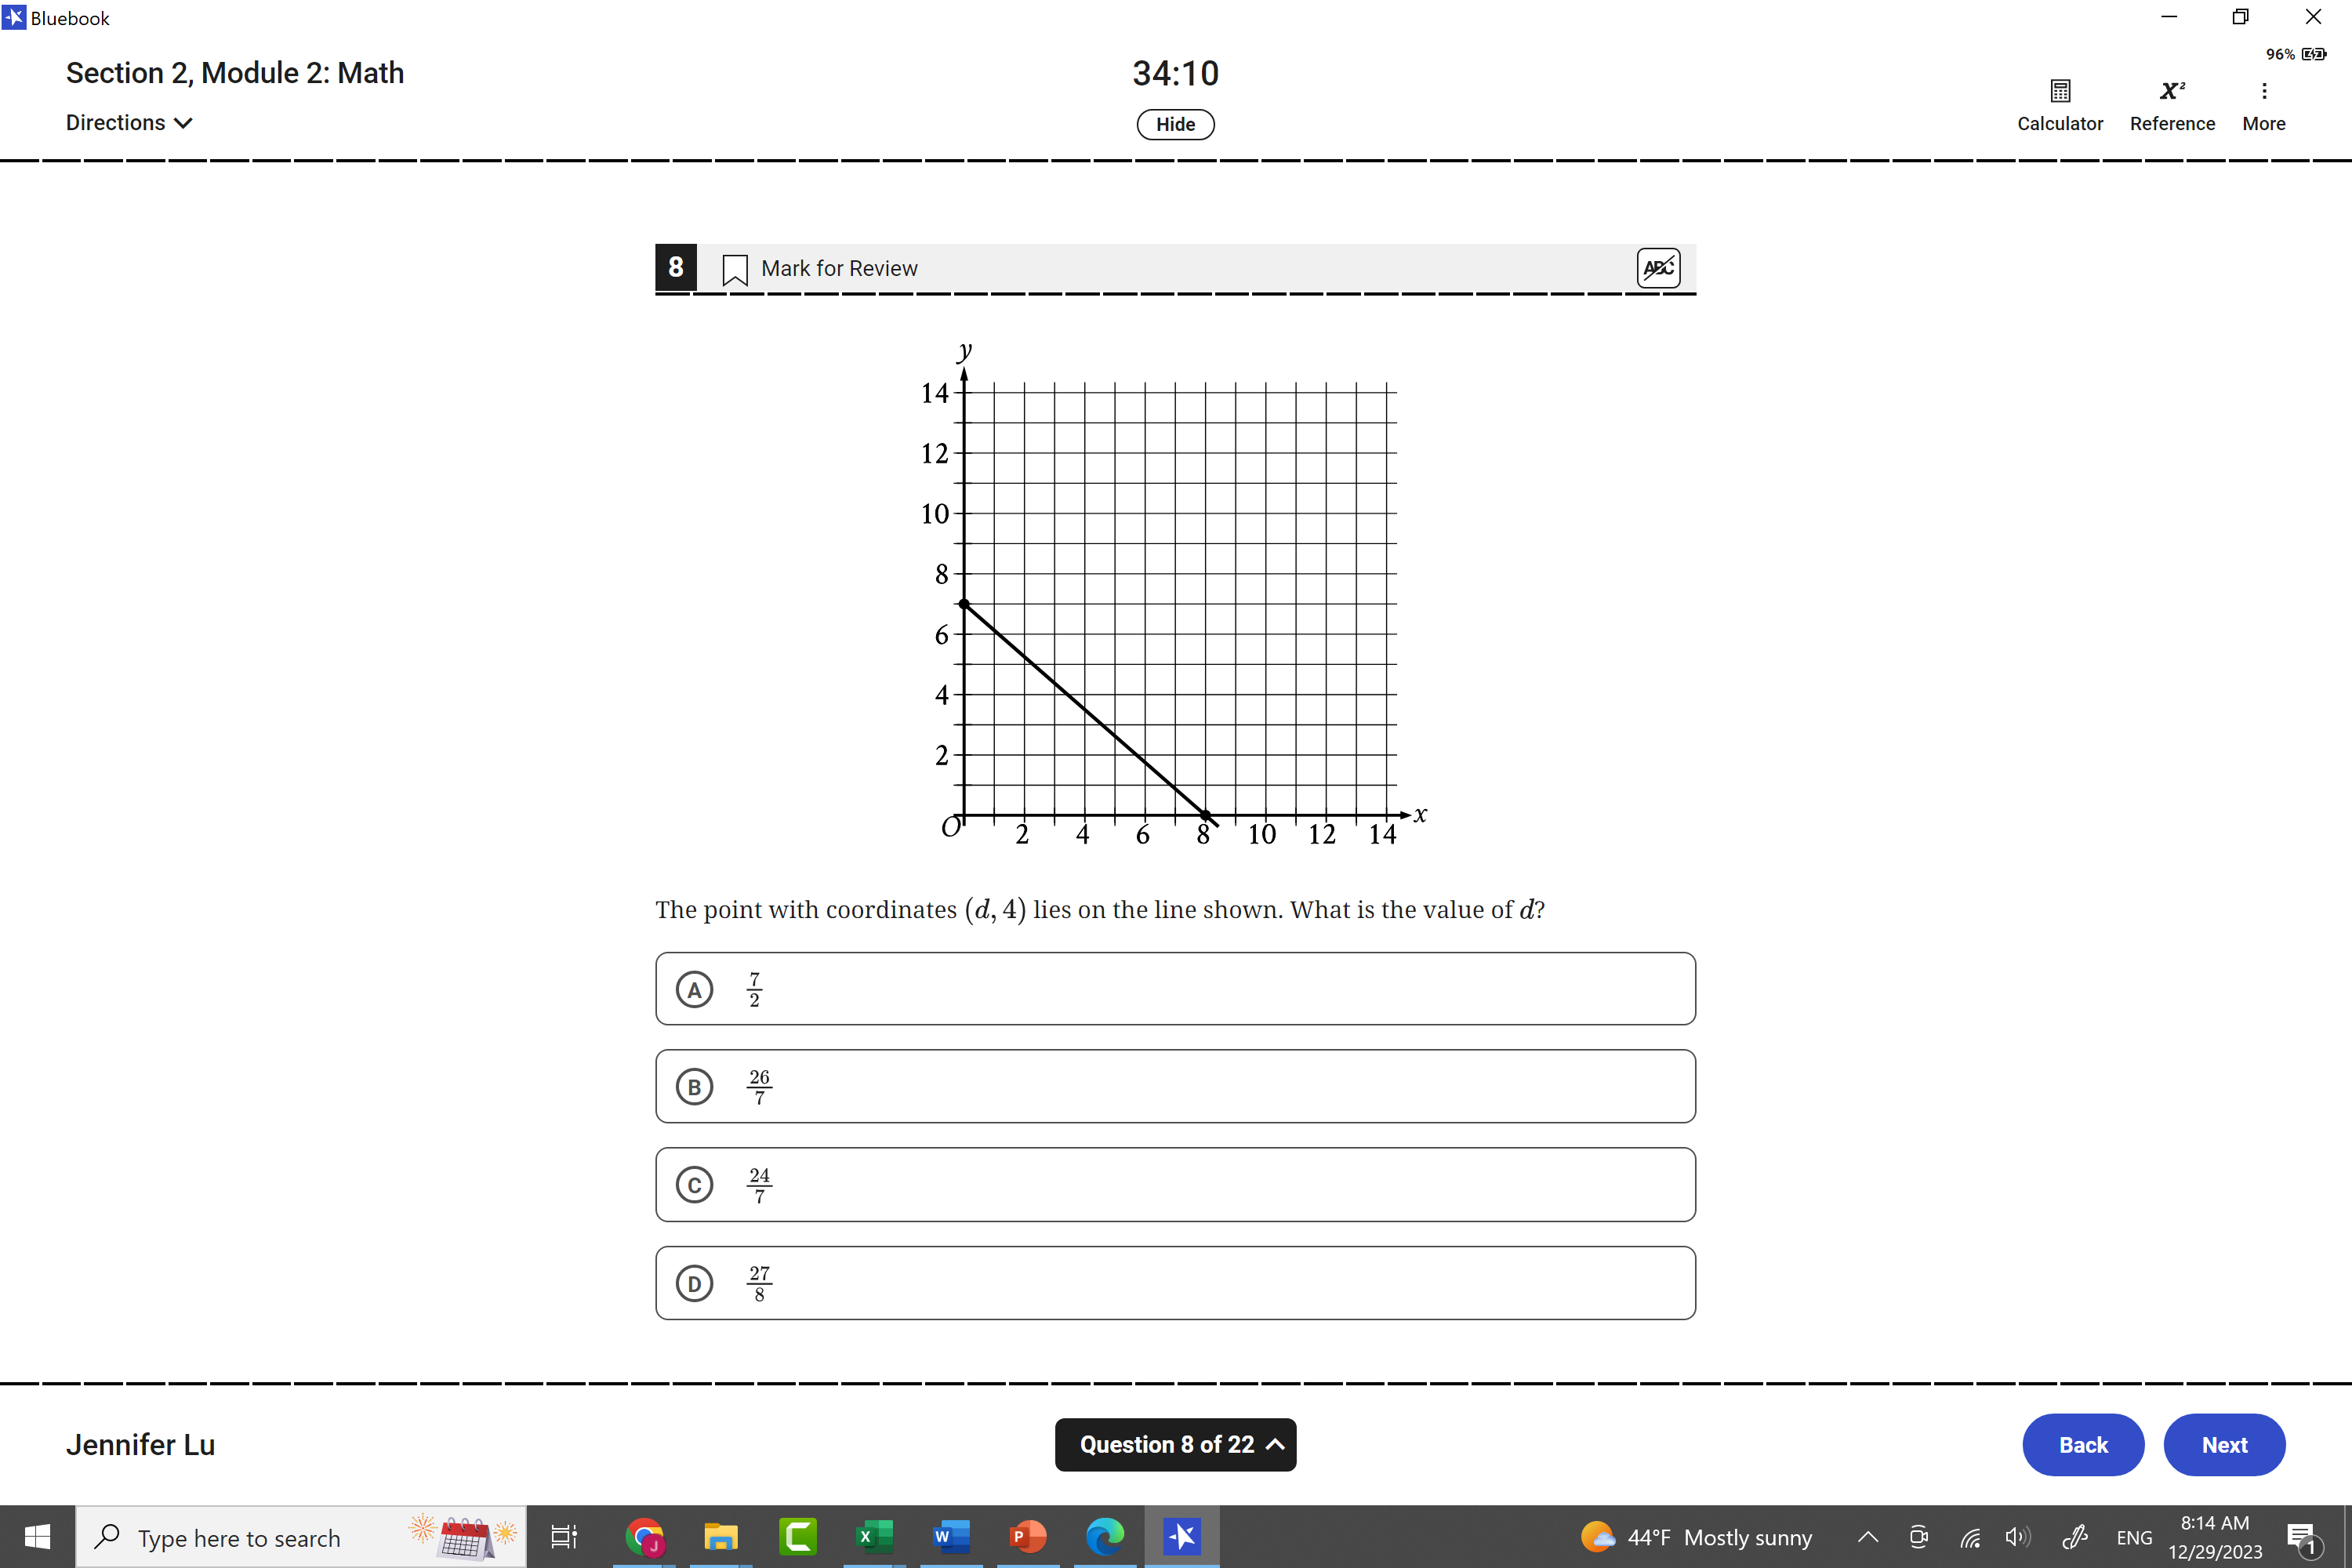 Bluebook
96%
Section 2, Module 2: Math
34:10
Directions
Hide
Calculator
x²
Reference
More
8
Mark for Review
ABC
y
14
12
10
8
6
4
2
O
2 4 6 8 10 12 14
x
The point with coordinates (d, 4) lies on the line shown. What is the value of d?
A 7/2
B 26/7
C 24/7
D 27/8
Jennifer Lu
Question 8 of 22
Back
Next
Type here to search
J
X
W
P
44°F Mostly sunny
ENG
8:14 AM
12/29/2023
1